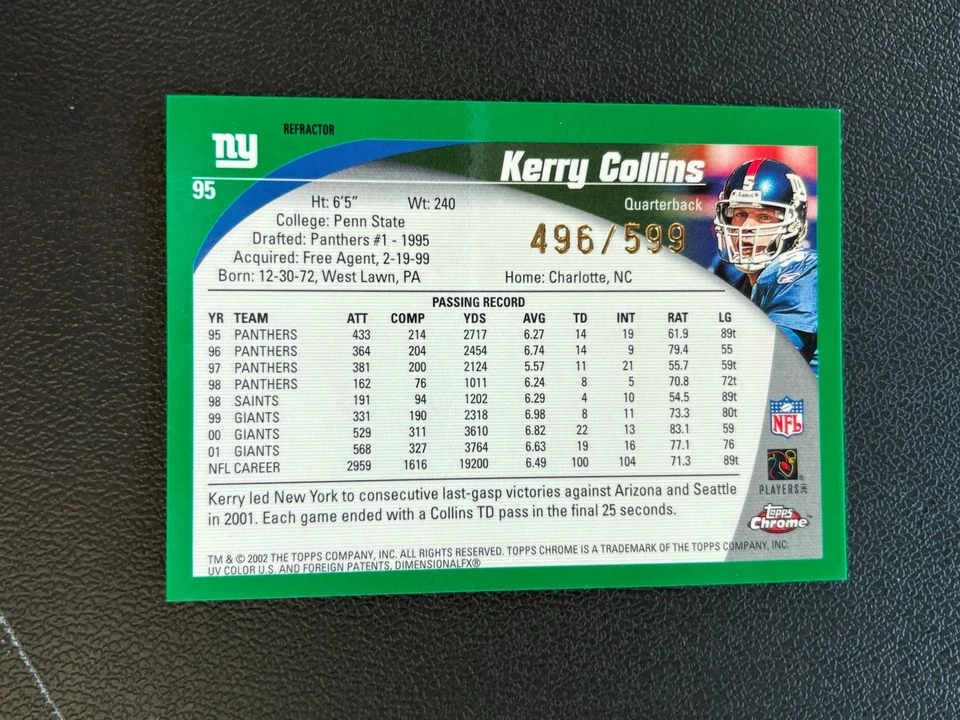 ny
REFRACTOR
95
Kerry Collins
Quarterback
Ht: 6'5" Wt: 240
College: Penn State
Drafted: Panthers #1 - 1995
Acquired: Free Agent, 2-19-99
Born: 12-30-72, West Lawn, PA Home: Charlotte, NC
496/599
PASSING RECORD
YR TEAM ATT COMP YDS AVG TD INT RAT LG
95 PANTHERS 433 214 2717 6.27 14 19 61.9 89t
96 PANTHERS 364 204 2454 6.74 14 9 79.4 55
97 PANTHERS 381 200 2124 5.57 11 21 55.7 59t
98 PANTHERS 162 76 1011 6.24 8 5 70.8 72t
98 SAINTS 191 94 1202 6.29 4 10 54.5 89t
99 GIANTS 331 190 2318 6.98 8 11 73.3 80t
00 GIANTS 529 311 3610 6.82 22 13 83.1 59
01 GIANTS 568 327 3764 6.63 19 16 77.1 76
NFL CAREER 2959 1616 19200 6.49 100 104 71.3 89t
Kerry led New York to consecutive last-gasp victories against Arizona and Seattle
in 2001. Each game ended with a Collins TD pass in the final 25 seconds.
NFL
PLAYERS INC
Topps
Chrome™
TM & © 2002 THE TOPPS COMPANY, INC. ALL RIGHTS RESERVED. TOPPS CHROME IS A TRADEMARK OF THE TOPPS COMPANY, INC.
UV COLOR U.S. AND FOREIGN PATENTS, DIMENSIONALFX®